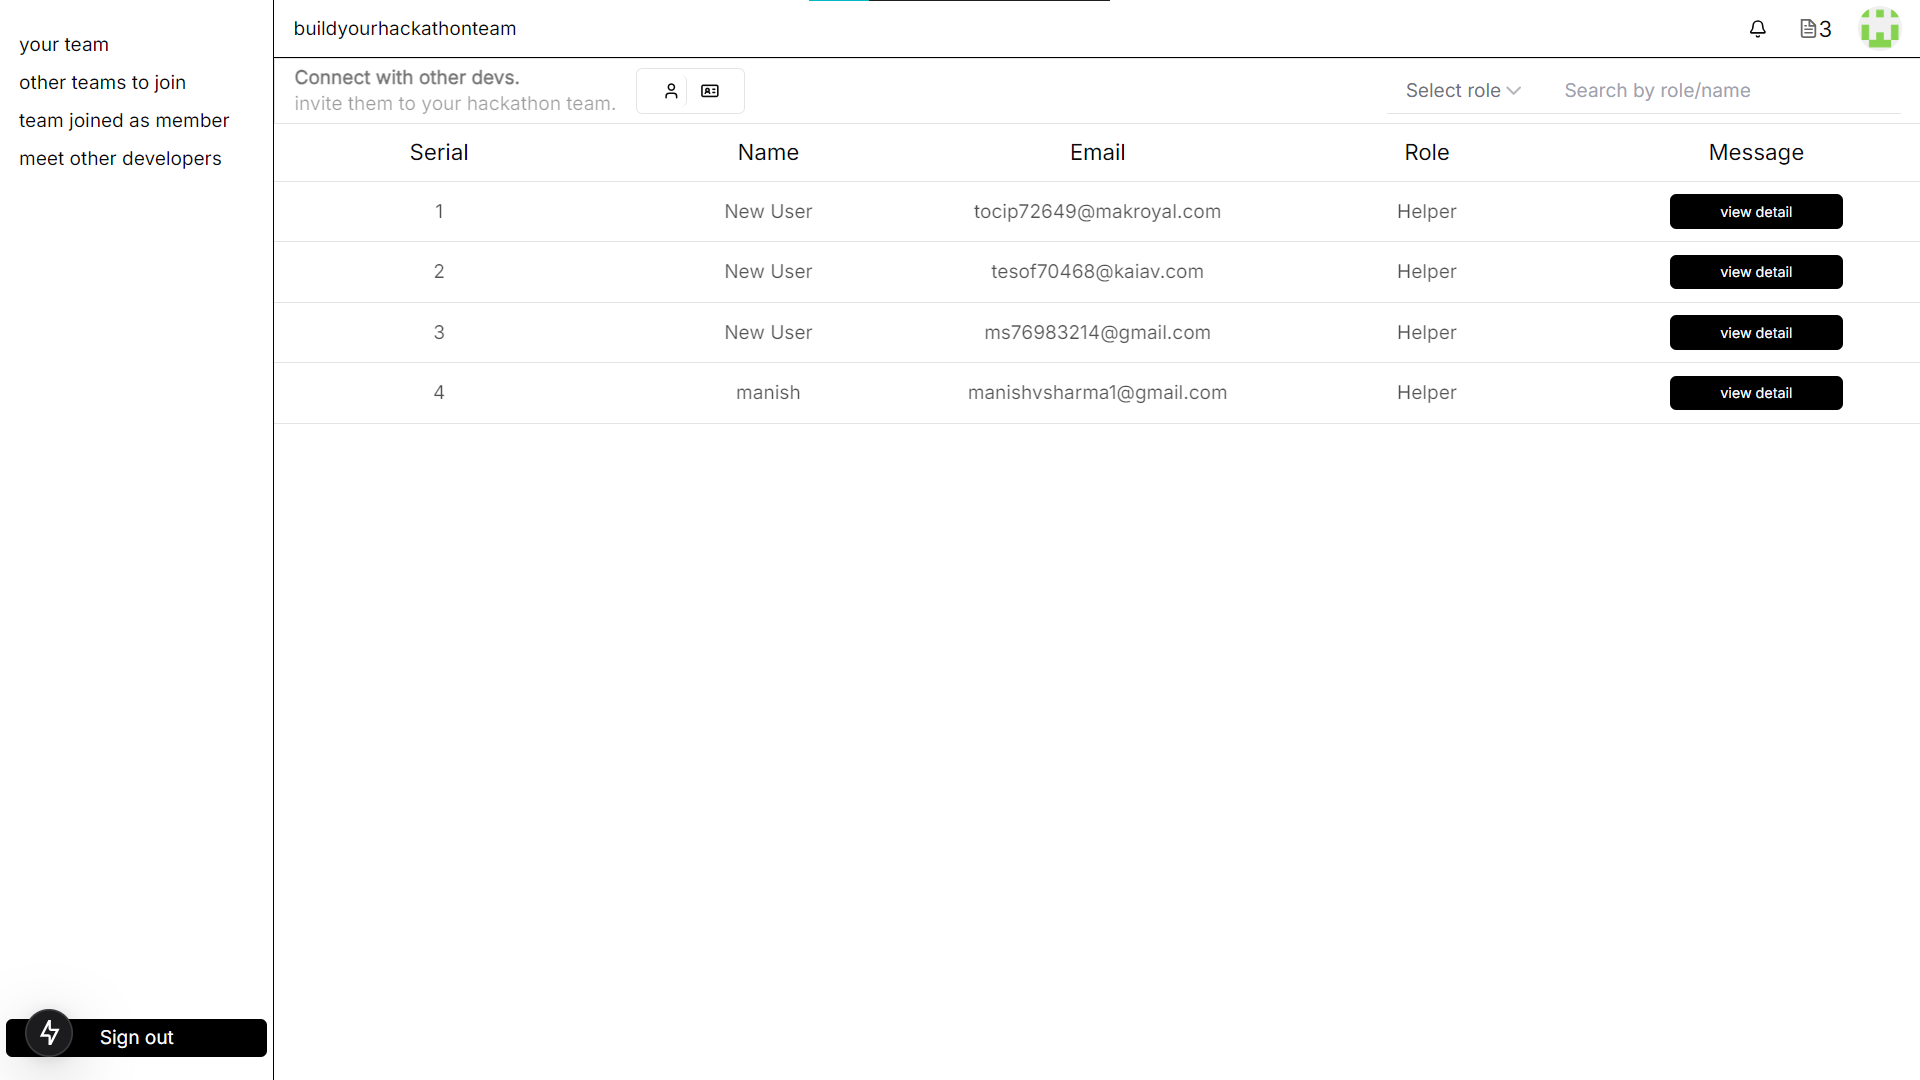 your team
other teams to join
team joined as member
meet other developers
Sign out
buildyourhackathonteam
3
Connect with other devs.
invite them to your hackathon team.
Select role
Search by role/name
Serial Name Email Role Message
1 New User tocip72649@makroyal.com Helper view detail
2 New User tesof70468@kaiav.com Helper view detail
3 New User ms76983214@gmail.com Helper view detail
4 manish manishvsharma1@gmail.com Helper view detail